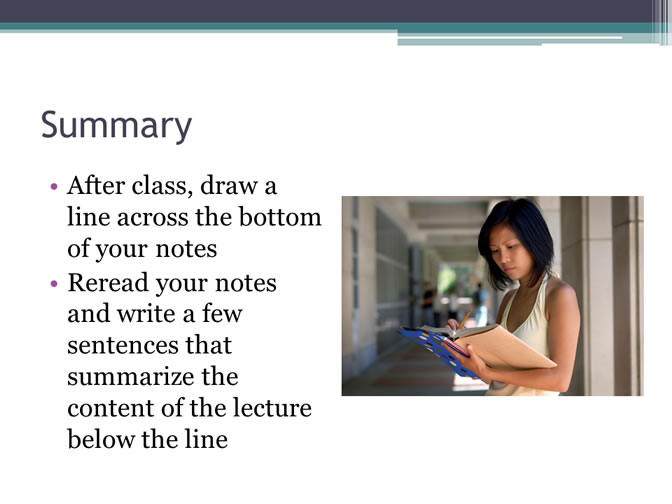 Summary
• After class, draw a
line across the bottom
of your notes
• Reread your notes
and write a few
sentences that
summarize the
content of the lecture
below the line